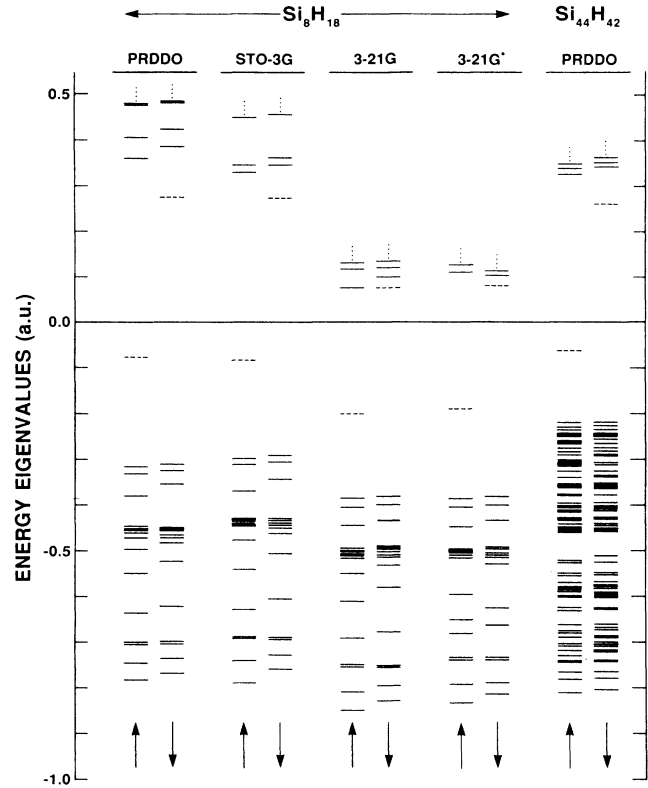 Si₈H₁₈ Si₄₄H₄₂
PRDDO STO-3G 3-21G 3-21G* PRDDO
0.5
0.0
-0.5
-1.0
ENERGY EIGENVALUES (a.u.)